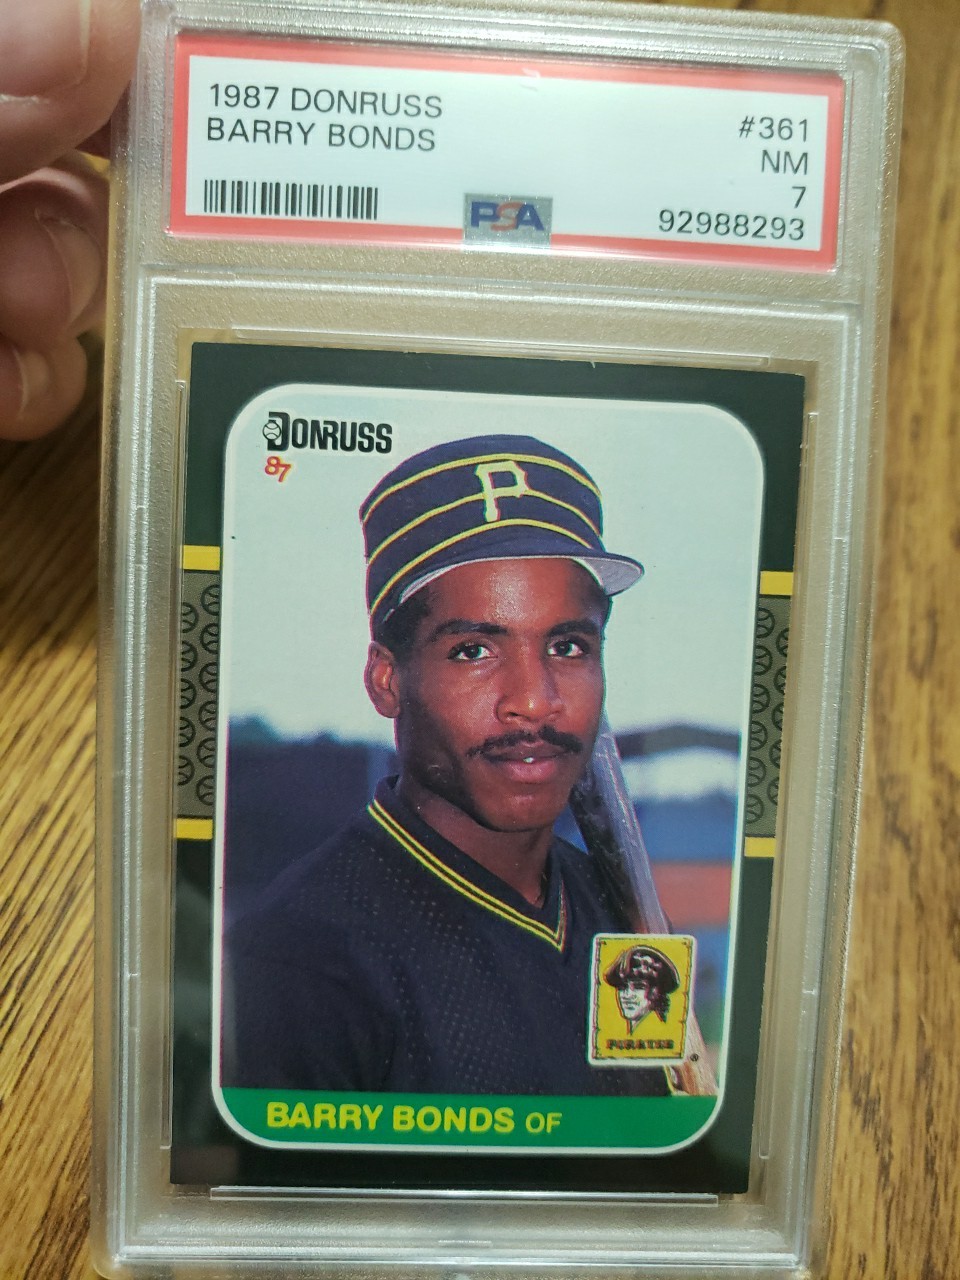 1987 DONRUSS
BARRY BONDS
#361
NM
7
92988293
PSA
DONRUSS
87
P
PIRATES
®
BARRY BONDS OF